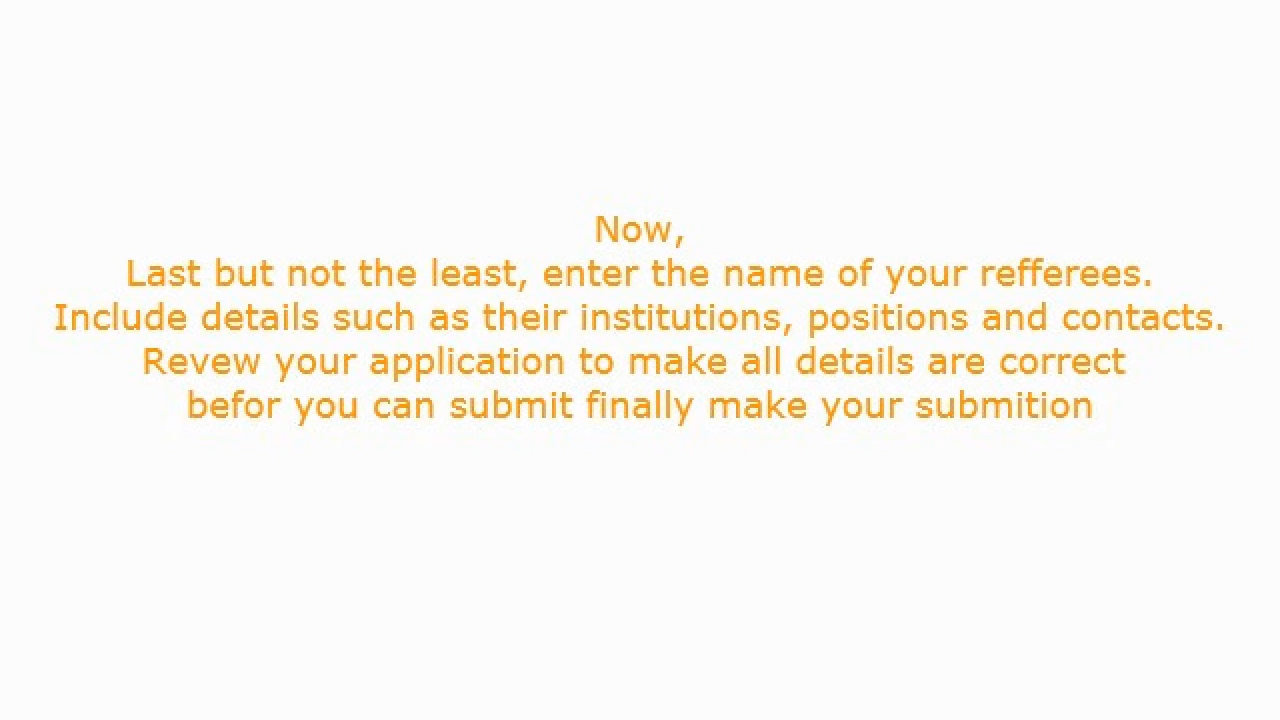 Now,
Last but not the least, enter the name of your refferees.
Include details such as their institutions, positions and contacts.
Revew your application to make all details are correct
befor you can submit finally make your submition